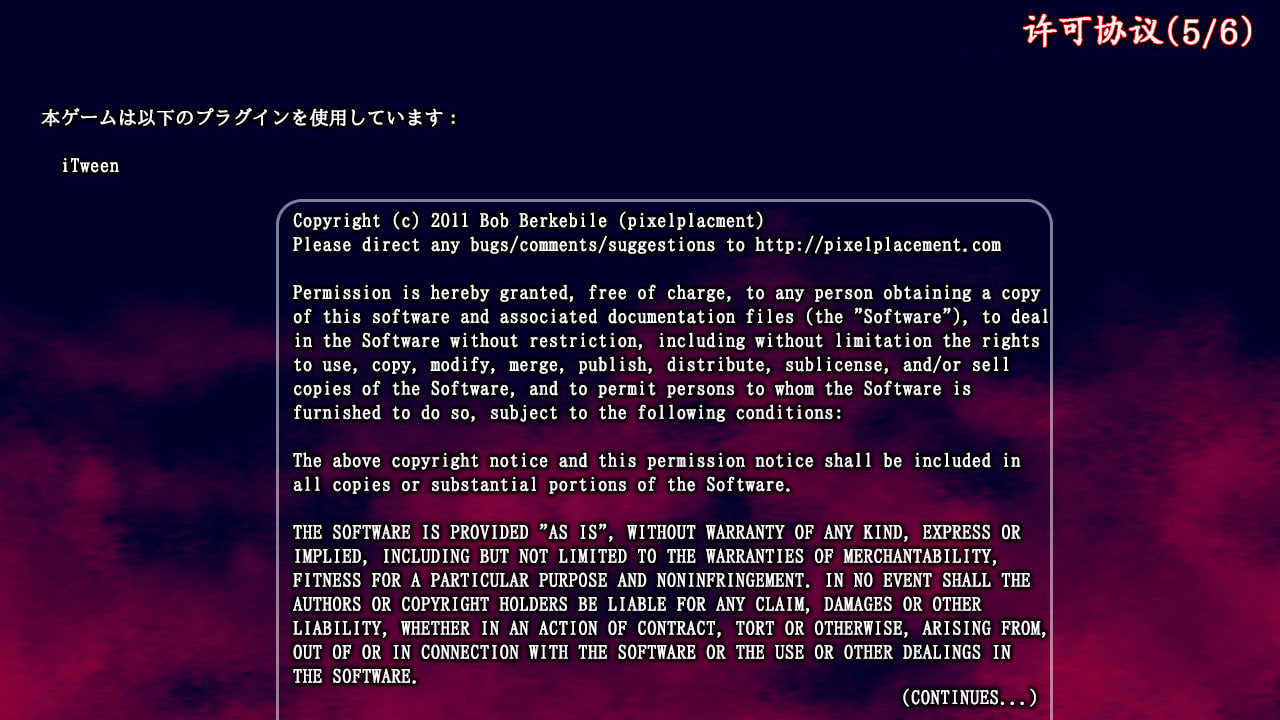 许可协议(5/6)
本ゲームは以下のプラグインを使用しています：
iTween
Copyright (c) 2011 Bob Berkebile (pixelplacment)
Please direct any bugs/comments/suggestions to http://pixelplacement.com
Permission is hereby granted, free of charge, to any person obtaining a copy
of this software and associated documentation files (the ”Software”), to deal
in the Software without restriction, including without limitation the rights
to use, copy, modify, merge, publish, distribute, sublicense, and/or sell
copies of the Software, and to permit persons to whom the Software is
furnished to do so, subject to the following conditions:
The above copyright notice and this permission notice shall be included in
all copies or substantial portions of the Software.
THE SOFTWARE IS PROVIDED ”AS IS”, WITHOUT WARRANTY OF ANY KIND, EXPRESS OR
IMPLIED, INCLUDING BUT NOT LIMITED TO THE WARRANTIES OF MERCHANTABILITY,
FITNESS FOR A PARTICULAR PURPOSE AND NONINFRINGEMENT. IN NO EVENT SHALL THE
AUTHORS OR COPYRIGHT HOLDERS BE LIABLE FOR ANY CLAIM, DAMAGES OR OTHER
LIABILITY, WHETHER IN AN ACTION OF CONTRACT, TORT OR OTHERWISE, ARISING FROM,
OUT OF OR IN CONNECTION WITH THE SOFTWARE OR THE USE OR OTHER DEALINGS IN
THE SOFTWARE.
(CONTINUES...)